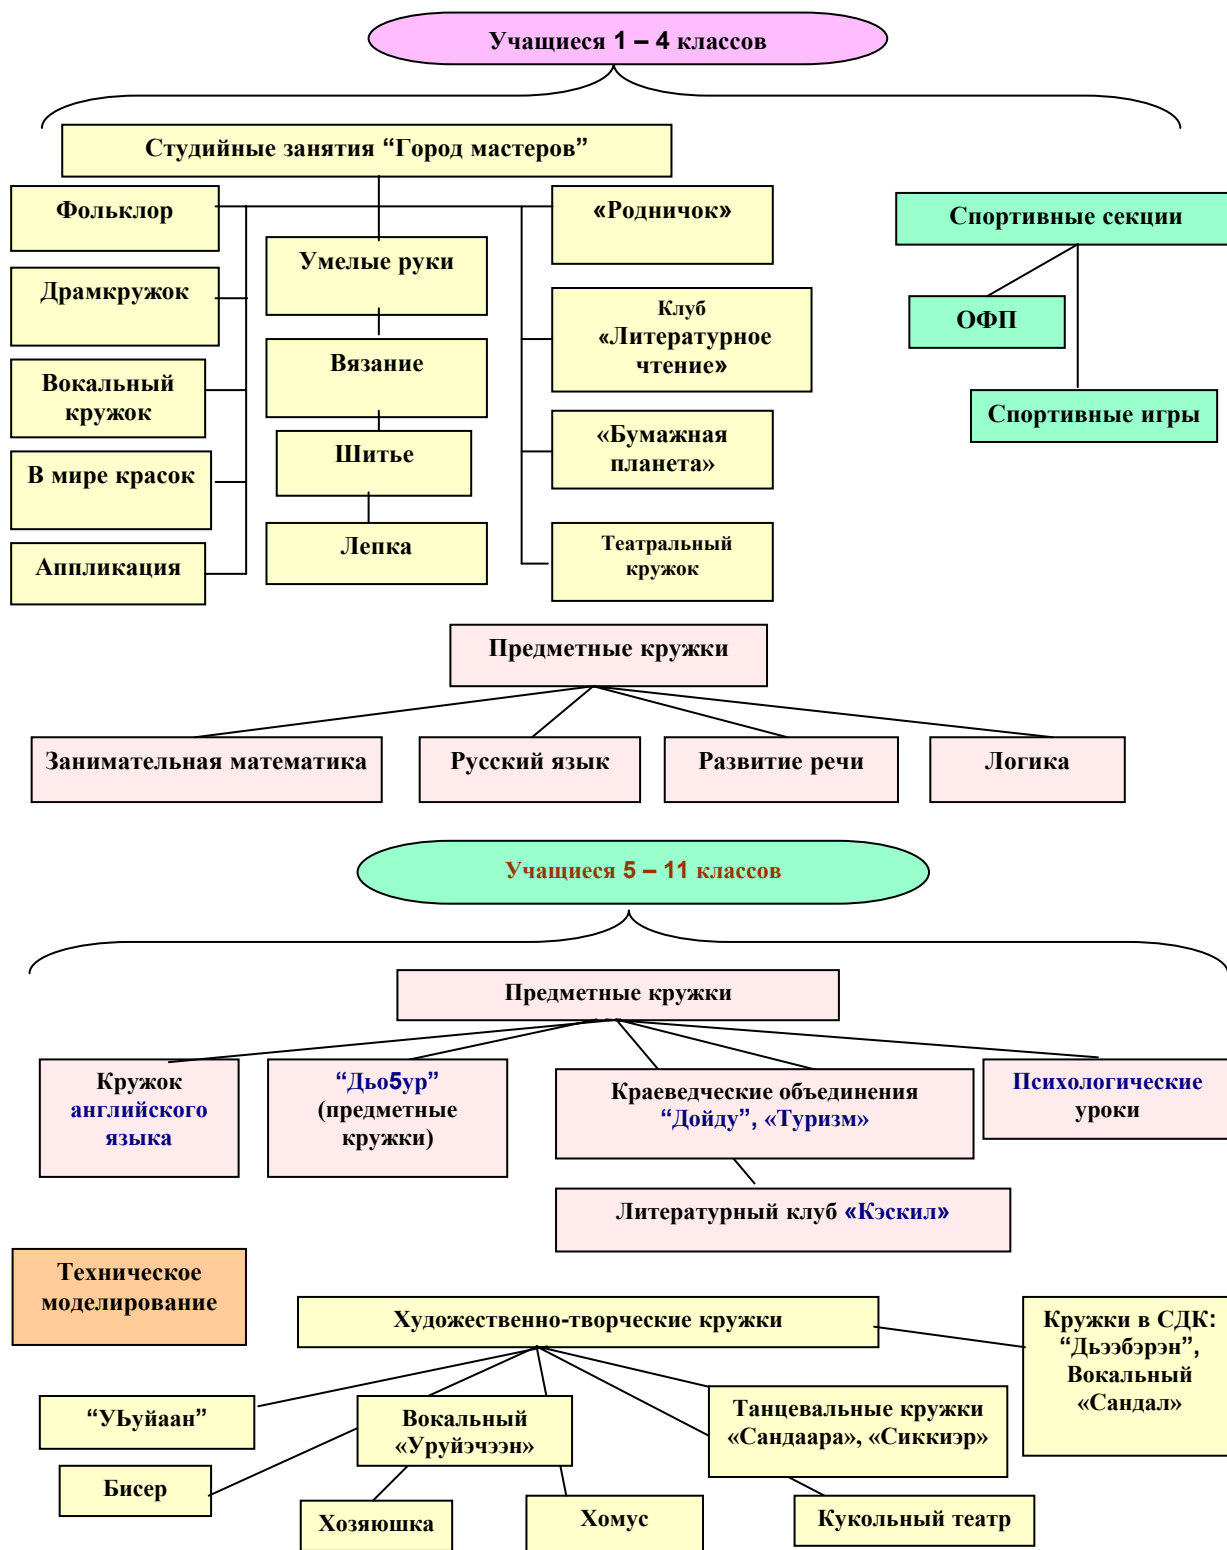 Учащиеся 1 – 4 классов
Студийные занятия “Город мастеров”
Фольклор
Драмкружок
Вокальный
кружок
В мире красок
Аппликация
Умелые руки
Вязание
Шитье
Лепка
«Родничок»
Клуб
«Литературное
чтение»
«Бумажная
планета»
Театральный
кружок
Спортивные секции
ОФП
Спортивные игры
Предметные кружки
Занимательная математика
Русский язык
Развитие речи
Логика
Учащиеся 5 – 11 классов
Предметные кружки
Кружок
английского
языка
“Дьо5ур”
(предметные
кружки)
Краеведческие объединения
“Дойду”, «Туризм»
Психологические
уроки
Литературный клуб «Кэскил»
Техническое
моделирование
Художественно-творческие кружки
Кружки в СДК:
“Дьээбэрэн”,
Вокальный
«Сандал»
“УЬуйаан”
Вокальный
«Уруйэчээн»
Танцевальные кружки
«Сандаара», «Сиккиэр»
Бисер
Хозяюшка
Хомус
Кукольный театр